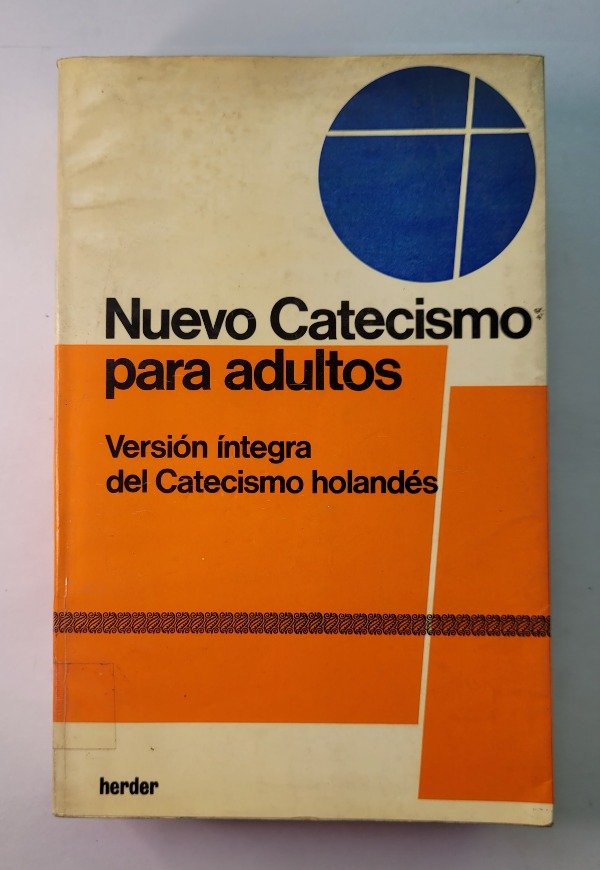 Nuevo Catecismo
para adultos
Versión íntegra
del Catecismo holandés
herder